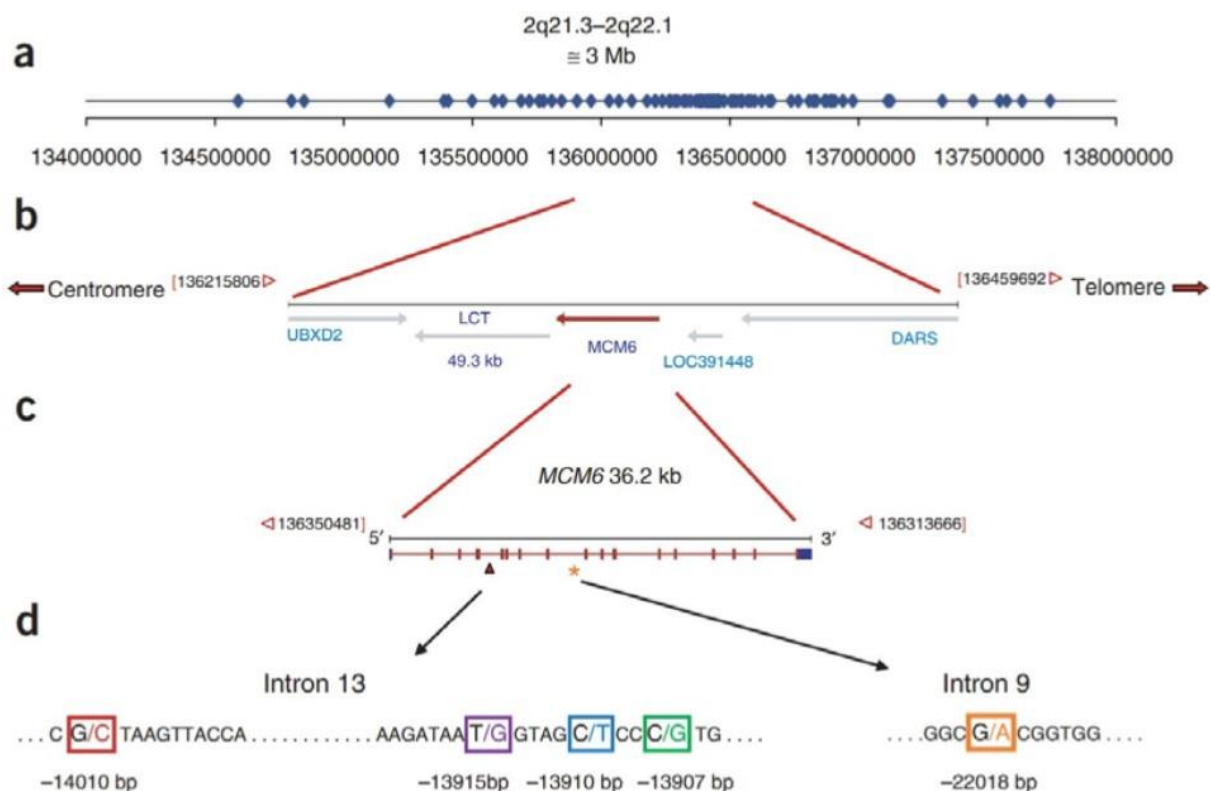 a
2q21.3–2q22.1
≅ 3 Mb
134000000 134500000 135000000 135500000 136000000 136500000 137000000 137500000 138000000
b
Centromere [136215806 [136459692 Telomere
UBXD2 LCT 49.3 kb MCM6 LOC391448 DARS
c
MCM6 36.2 kb
136350481] 5′ 3′ 136313666]
*
d
Intron 13 Intron 9
...C G/C TAAGTTACCA............AAGATAA T/G GTAG C/T CC C/G TG.... ....GGC G/A CGGTGG....
–14010 bp –13915bp –13910 bp –13907 bp –22018 bp